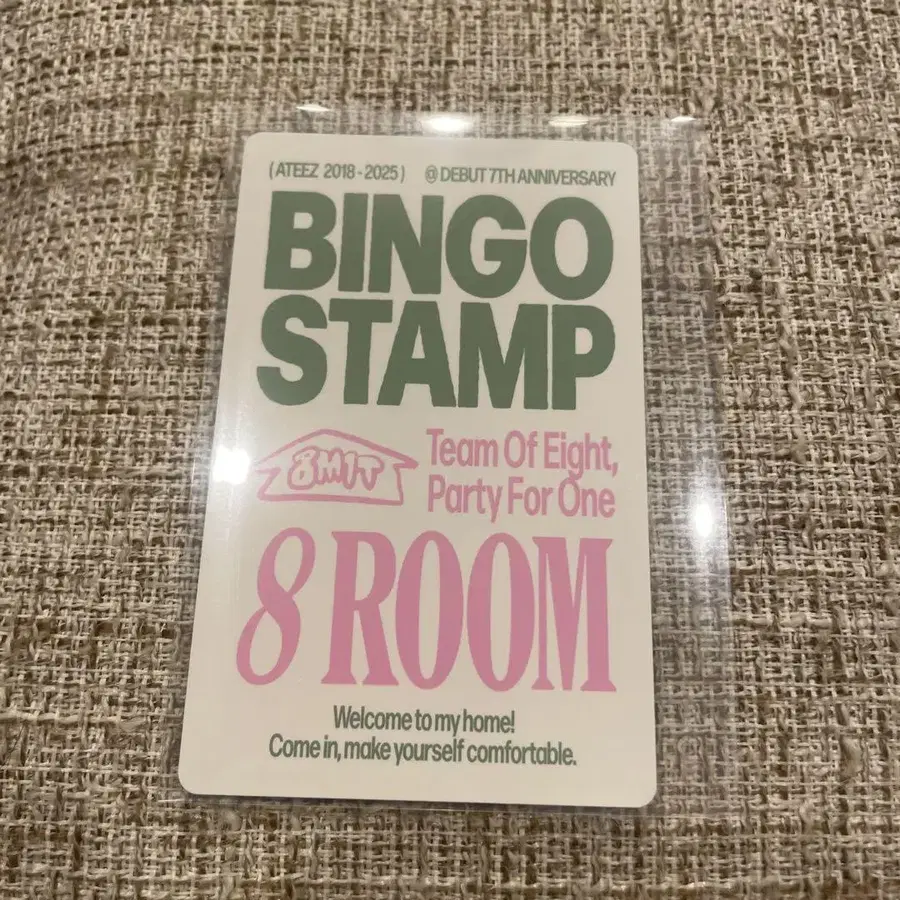 (ATEEZ 2018-2025) @ DEBUT 7TH ANNIVERSARY
BINGO
STAMP
8M1T
Team Of Eight,
Party For One
8 ROOM
Welcome to my home!
Come in, make yourself comfortable.